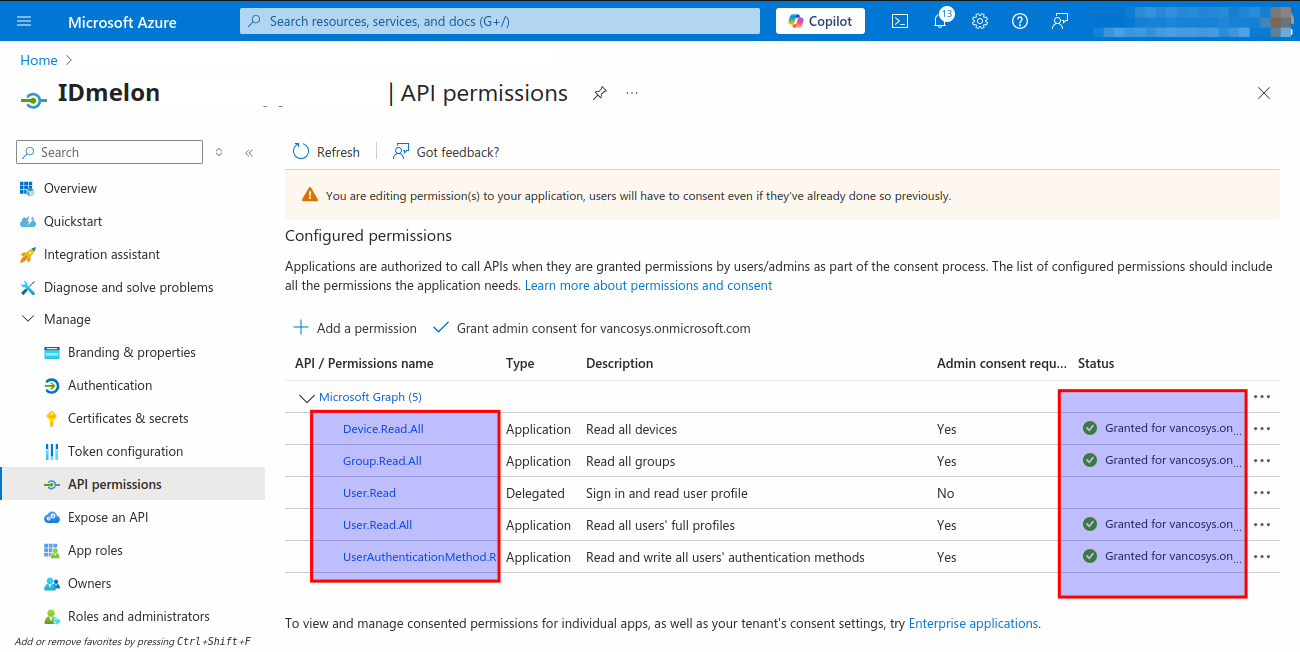 Microsoft Azure
Search resources, services, and docs (G+/)
Copilot
13
Home
IDmelon | API permissions
Search
Refresh
Got feedback?
Overview
Quickstart
Integration assistant
Diagnose and solve problems
Manage
Branding & properties
Authentication
Certificates & secrets
Token configuration
API permissions
Expose an API
App roles
Owners
Roles and administrators
Add or remove favorites by pressing Ctrl+Shift+F
You are editing permission(s) to your application, users will have to consent even if they've already done so previously.
Configured permissions
Applications are authorized to call APIs when they are granted permissions by users/admins as part of the consent process. The list of configured permissions should include
all the permissions the application needs. Learn more about permissions and consent
Add a permission
Grant admin consent for vancosys.onmicrosoft.com
API / Permissions name Type Description Admin consent requ... Status
Microsoft Graph (5)
Device.Read.All Application Read all devices Yes Granted for vancosys.on...
Group.Read.All Application Read all groups Yes Granted for vancosys.on...
User.Read Delegated Sign in and read user profile No
User.Read.All Application Read all users' full profiles Yes Granted for vancosys.on...
UserAuthenticationMethod.R Application Read and write all users' authentication methods Yes Granted for vancosys.on...
To view and manage consented permissions for individual apps, as well as your tenant's consent settings, try Enterprise applications.